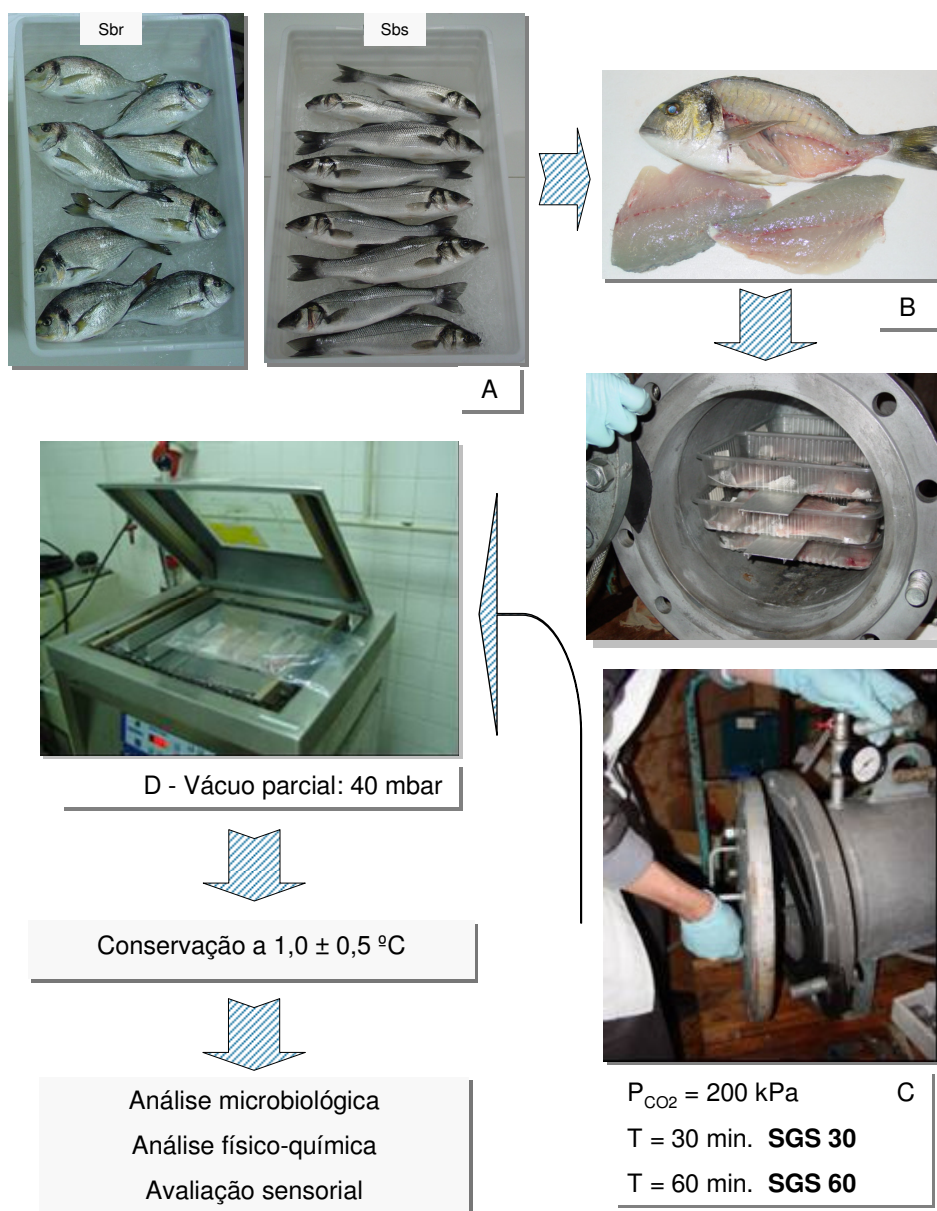 Sbr
Sbs
A
B
P_CO2 = 200 kPa C
T = 30 min. SGS 30
T = 60 min. SGS 60
D - Vácuo parcial: 40 mbar
Conservação a 1,0 ± 0,5 ºC
Análise microbiológica
Análise físico-química
Avaliação sensorial